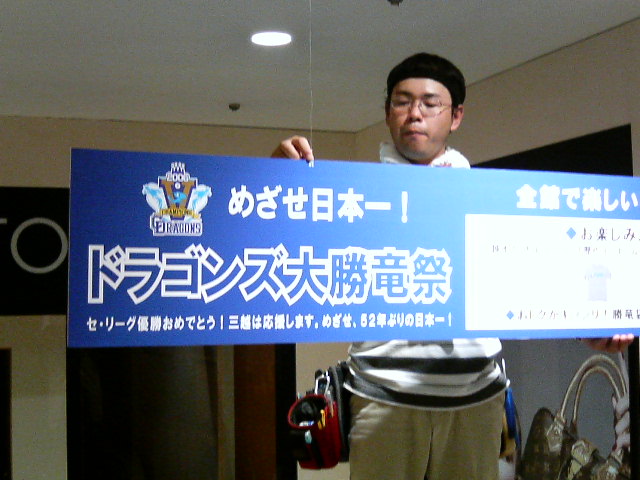 2006
V
CHAMPIONS
DRAGONS
めざせ日本一！
ドラゴンズ大勝竜祭
セ・リーグ優勝おめでとう！三越は応援します。めざせ、52年ぶりの日本一！
全館で楽しい
◆お楽しみ
TO